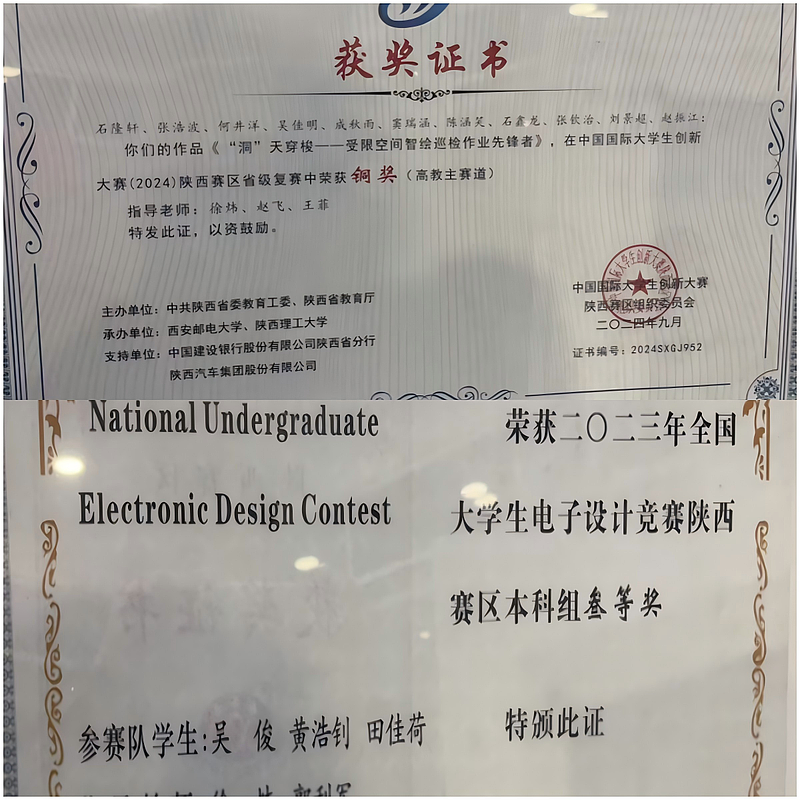 获奖证书
石隆轩、张浩波、何井洋、吴佳明、成秋雨、窦瑞涵、陈涵笑、石鑫龙、张钦治、刘景超、赵振江：
你们的作品《“洞”天穿梭——受限空间智绘巡检作业先锋者》，在中国国际大学生创新
大赛(2024)陕西赛区省级复赛中荣获 铜奖（高教主赛道）
指导老师：徐炜、赵飞、王菲
特发此证，以资鼓励。
主办单位：中共陕西省委教育工委、陕西省教育厅
承办单位：西安邮电大学、陕西理工大学
支持单位：中国建设银行股份有限公司陕西省分行
陕西汽车集团股份有限公司
中国国际大学生创新大赛
陕西赛区组织委员会
二〇二四年九月
证书编号：2024SXGJ952
National Undergraduate
Electronic Design Contest
荣获二〇二三年全国
大学生电子设计竞赛陕西
赛区本科组叁等奖
参赛队学生:吴 俊 黄浩钊 田佳荷
特颁此证